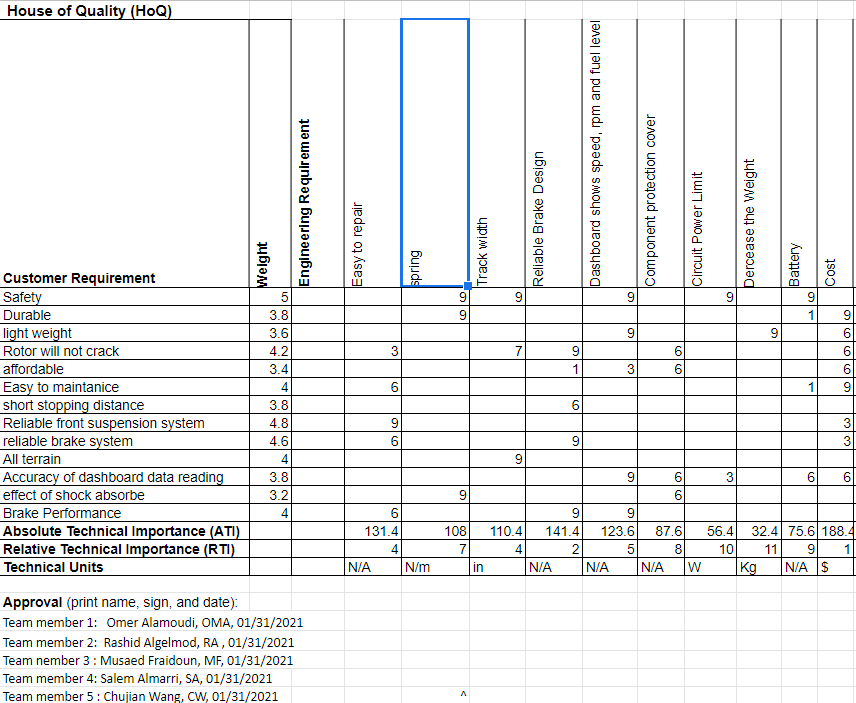 House of Quality (HoQ)
Customer Requirement Weight Engineering Requirement Easy to repair spring Track width Reliable Brake Design Dashboard shows speed, rpm and fuel level Component protection cover Circuit Power Limit Dercease the Weight Battery Cost
Safety 5 9 9 9 9 9
Durable 3.8 9 1 9
light weight 3.6 9 9 6
Rotor will not crack 4.2 3 7 9 6 6
affordable 3.4 1 3 6 6
Easy to maintanice 4 6 1 9
short stopping distance 3.8 6
Reliable front suspension system 4.8 9 3
reliable brake system 4.6 6 9 3
All terrain 4 9
Accuracy of dashboard data reading 3.8 9 6 3 6 6
effect of shock absorbe 3.2 9 6
Brake Performance 4 6 9 9
Absolute Technical Importance (ATI) 131.4 108 110.4 141.4 123.6 87.6 56.4 32.4 75.6 188.4
Relative Technical Importance (RTI) 4 7 4 2 5 8 10 11 9 1
Technical Units N/A N/m in N/A N/A N/A W Kg N/A $
Approval (print name, sign, and date):
Team member 1: Omer Alamoudi, OMA, 01/31/2021
Team member 2: Rashid Algelmod, RA , 01/31/2021
Team nember 3 : Musaed Fraidoun, MF, 01/31/2021
Team member 4: Salem Almarri, SA, 01/31/2021
Team member 5 : Chujian Wang, CW, 01/31/2021 ^